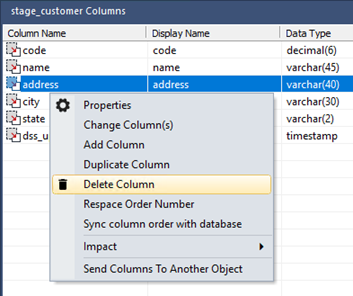 stage_customer Columns
Column Name Display Name Data Type
code code decimal(6)
name name varchar(45)
address address varchar(40)
city varchar(30)
state varchar(2)
dss_u timestamp
Properties
Change Column(s)
Add Column
Duplicate Column
Delete Column
Respace Order Number
Sync column order with database
Impact
Send Columns To Another Object